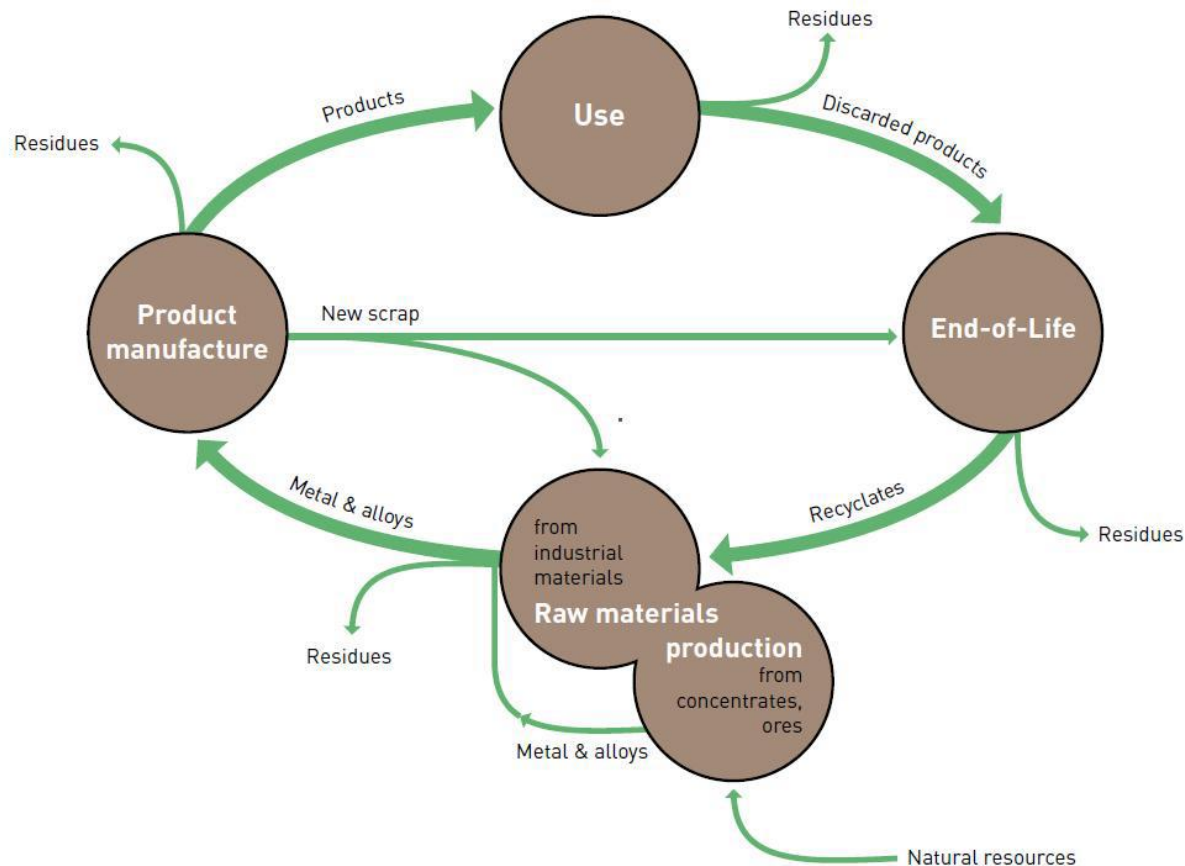 Residues
Use
Products
Discarded products
Residues
Product
manufacture
New scrap
End-of-Life
Metal & alloys
Recyclates
from
industrial
materials
Residues
Raw materials
production
Residues
from
concentrates,
ores
Metal & alloys
Natural resources